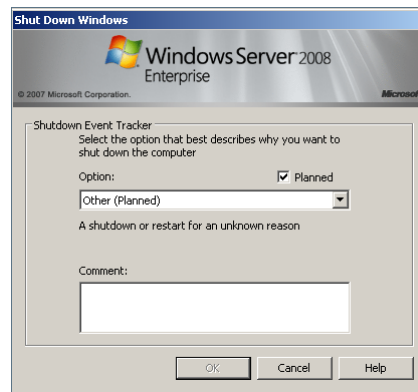 Shut Down Windows
Windows Server 2008
Enterprise
© 2007 Microsoft Corporation.
Shutdown Event Tracker
Select the option that best describes why you want to
shut down the computer
Option:
Planned
Other (Planned)
A shutdown or restart for an unknown reason
Comment:
OK
Cancel
Help